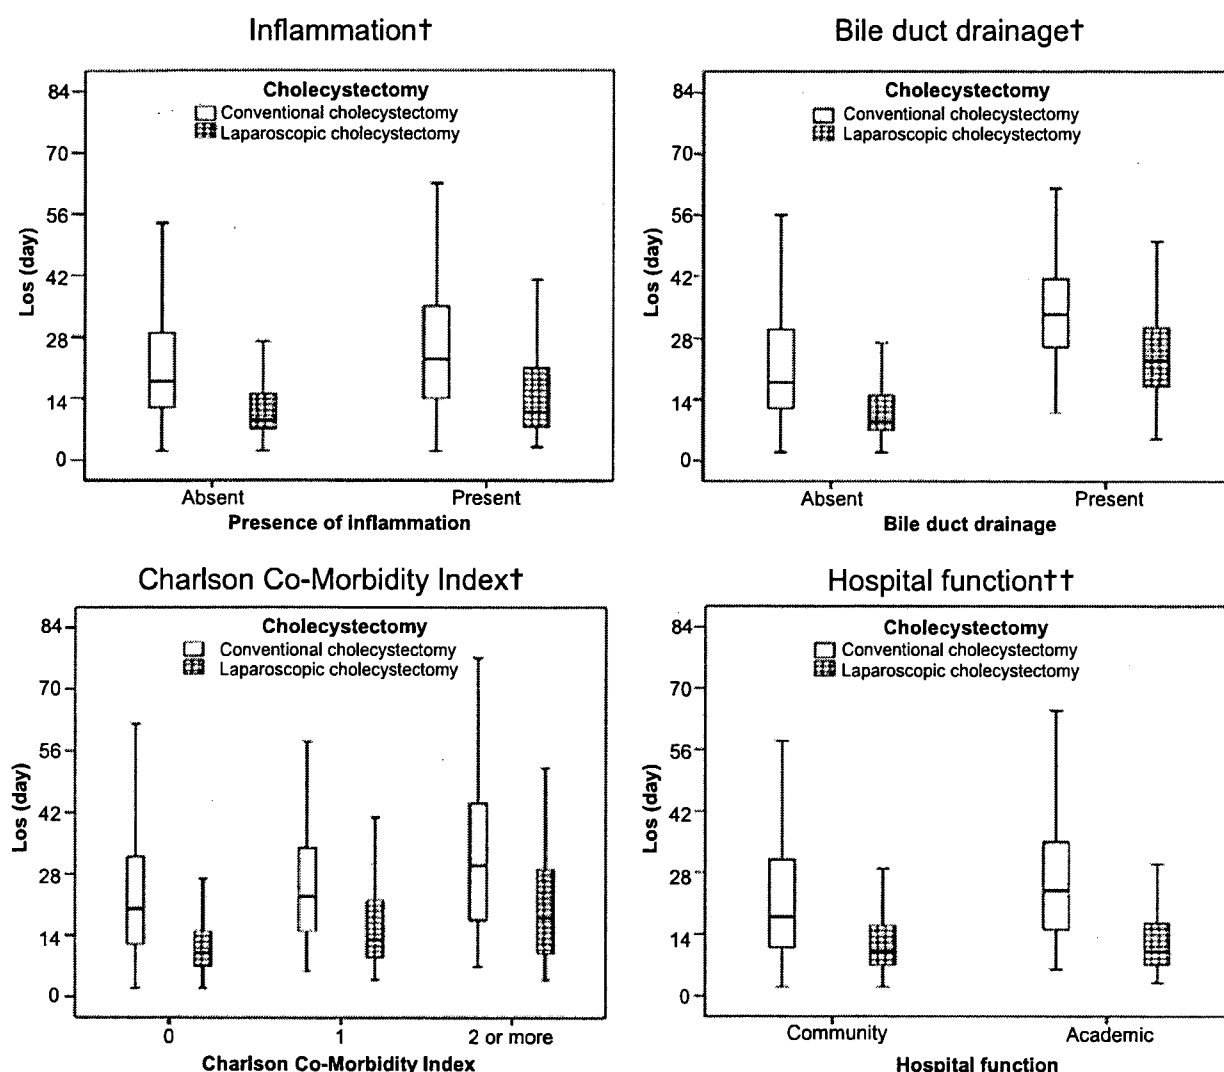 Inflammation†
Cholecystectomy
Conventional cholecystectomy
Laparoscopic cholecystectomy
84
70
56
42
28
14
0
Los (day)
Absent
Present
Presence of inflammation
Bile duct drainage†
Cholecystectomy
Conventional cholecystectomy
Laparoscopic cholecystectomy
84
70
56
42
28
14
0
Los (day)
Absent
Present
Bile duct drainage
Charlson Co-Morbidity Index†
Cholecystectomy
Conventional cholecystectomy
Laparoscopic cholecystectomy
84
70
56
42
28
14
0
Los (day)
0
1
2 or more
Charlson Co-Morbidity Index
Hospital function††
Cholecystectomy
Conventional cholecystectomy
Laparoscopic cholecystectomy
84
70
56
42
28
14
0
Los (day)
Community
Academic
Hospital function